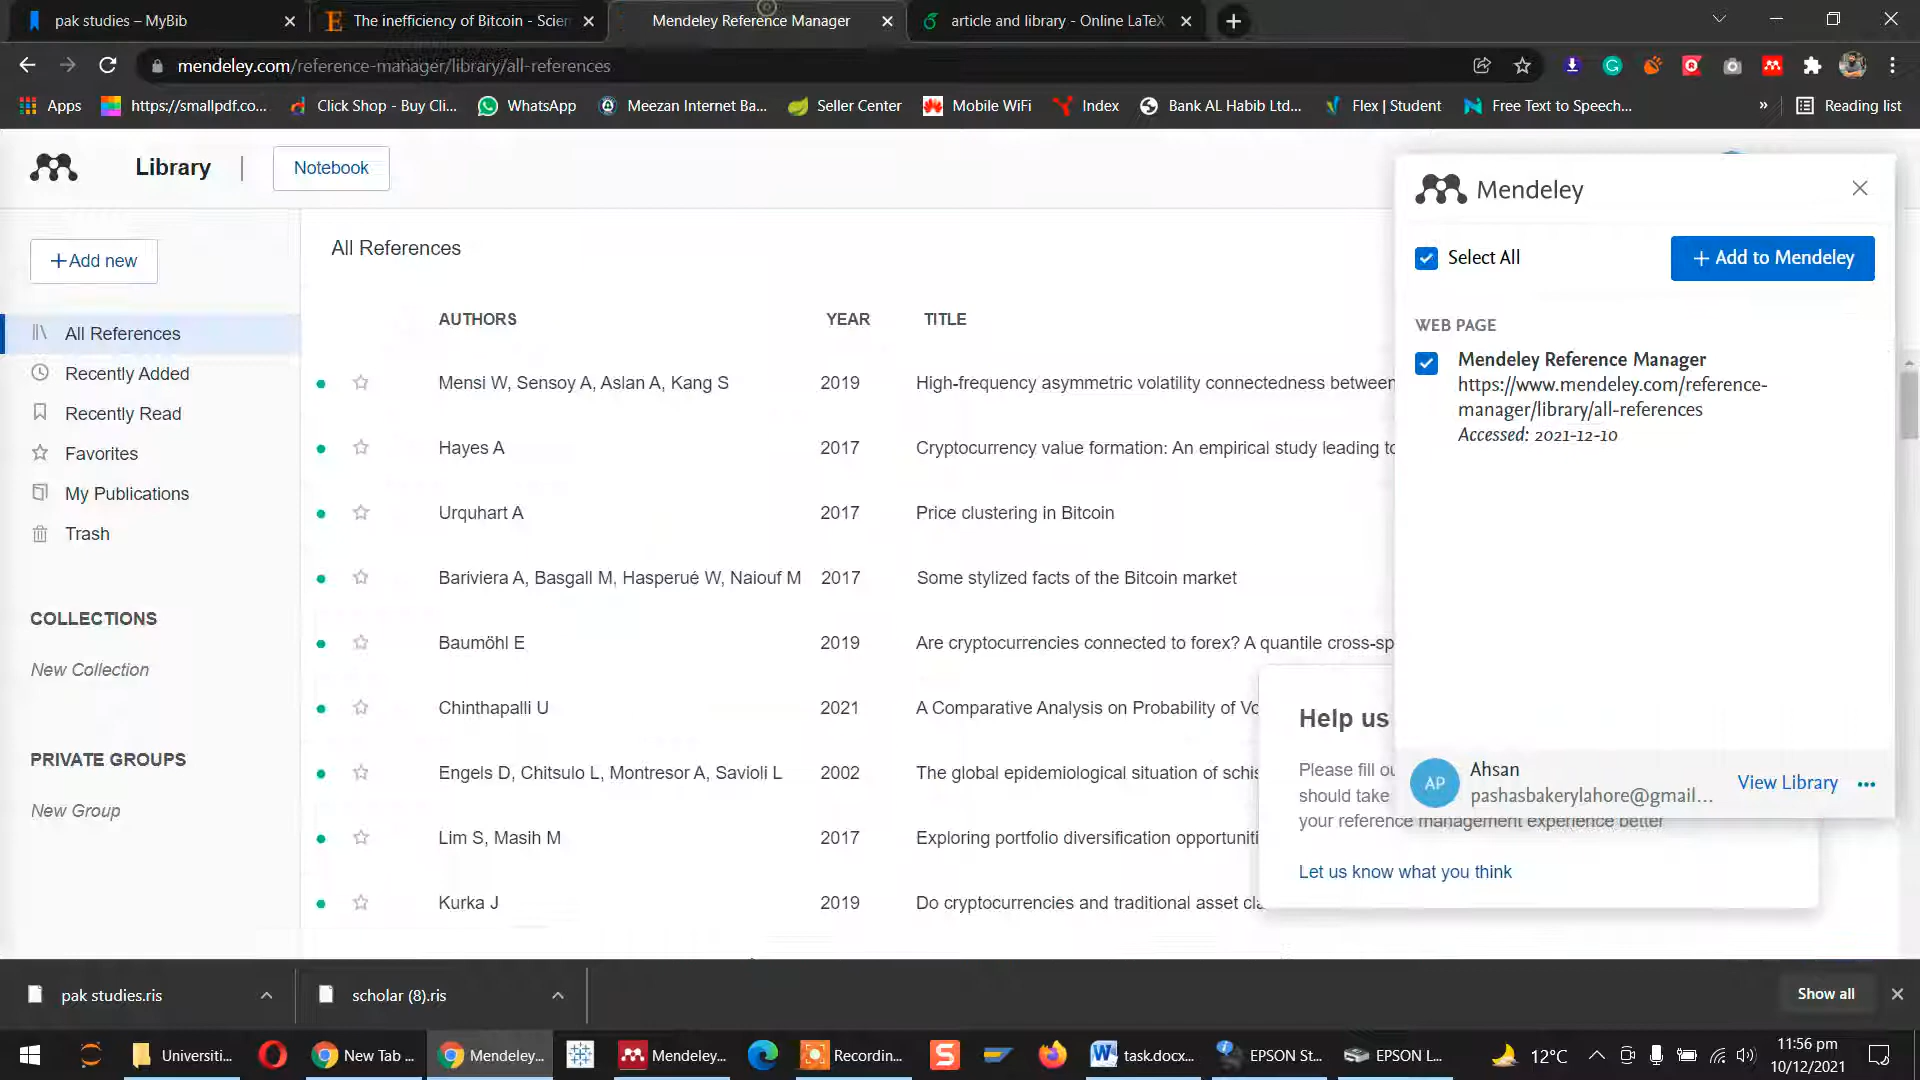 pak studies – MyBib
The inefficiency of Bitcoin - Scien
Mendeley Reference Manager
article and library - Online LaTeX
mendeley.com/reference-manager/library/all-references
Apps
https://smallpdf.co...
Click Shop - Buy Cli...
WhatsApp
Meezan Internet Ba...
Seller Center
Mobile WiFi
Index
Bank AL Habib Ltd...
Flex | Student
Free Text to Speech...
»
Reading list
Library
Notebook
+Add new
All References
Recently Added
Recently Read
Favorites
My Publications
Trash
COLLECTIONS
New Collection
PRIVATE GROUPS
New Group
All References
AUTHORS YEAR TITLE
Mensi W, Sensoy A, Aslan A, Kang S 2019 High-frequency asymmetric volatility connectedness between
Hayes A 2017 Cryptocurrency value formation: An empirical study leading to
Urquhart A 2017 Price clustering in Bitcoin
Bariviera A, Basgall M, Hasperué W, Naiouf M 2017 Some stylized facts of the Bitcoin market
Baumöhl E 2019 Are cryptocurrencies connected to forex? A quantile cross-sp
Chinthapalli U 2021 A Comparative Analysis on Probability of Vo
Engels D, Chitsulo L, Montresor A, Savioli L 2002 The global epidemiological situation of schis
Lim S, Masih M 2017 Exploring portfolio diversification opportuniti
Kurka J 2019 Do cryptocurrencies and traditional asset cla
Mendeley
Select All
+ Add to Mendeley
WEB PAGE
Mendeley Reference Manager
https://www.mendeley.com/reference-
manager/library/all-references
Accessed: 2021-12-10
AP
Ahsan
pashasbakerylahore@gmail...
View Library
Help us
Please fill ou
should take
your reference management experience better
Let us know what you think
pak studies.ris
scholar (8).ris
Show all
Universiti...
New Tab ...
Mendeley...
Mendeley...
Recordin...
S
task.docx...
EPSON St...
EPSON L...
12°C
11:56 pm
10/12/2021